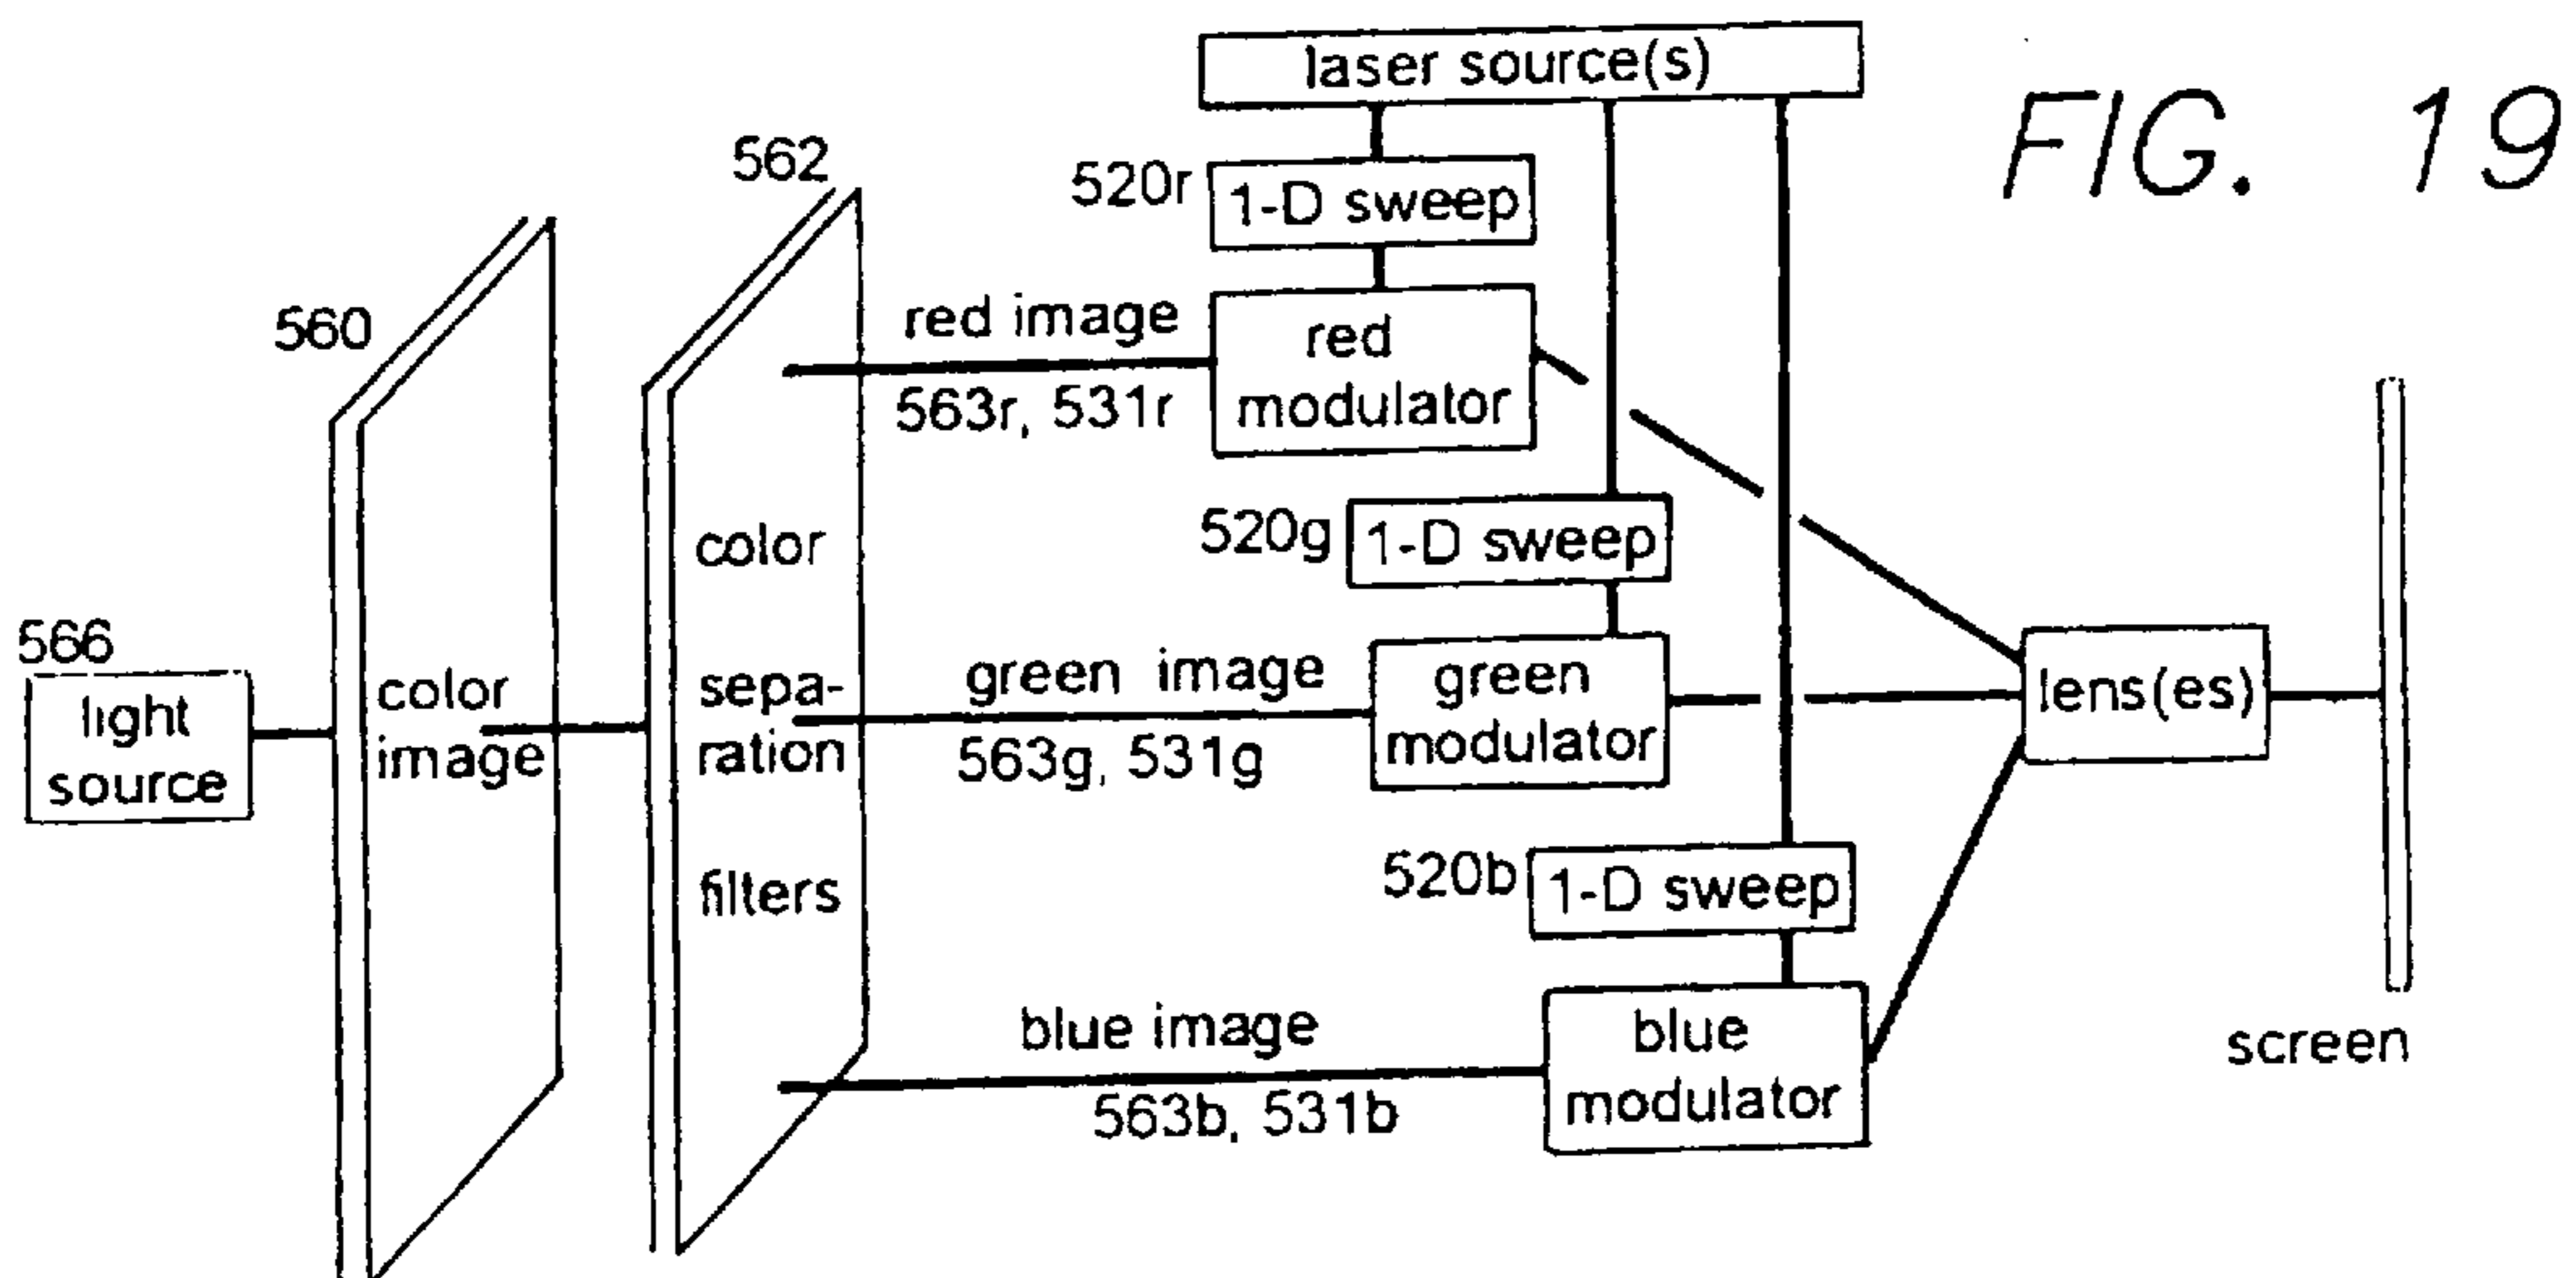 laser source(s)
FIG. 19
562
520r
1-D sweep
560
red image
red
modulator
563r, 531r
color
520g
1-D sweep
566
light
source
color
image
sepa-
ration
green image
563g, 531g
green
modulator
lens(es)
filters
520b
1-D sweep
blue image
563b, 531b
blue
modulator
screen